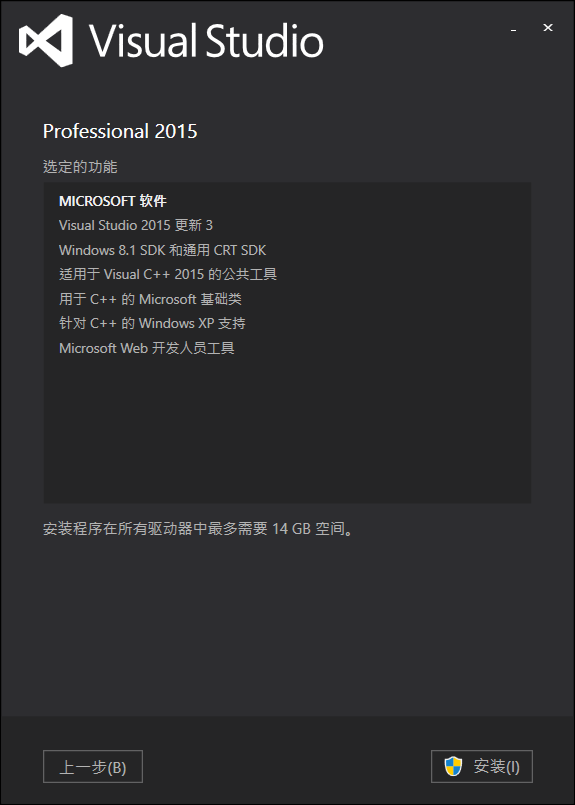 Visual Studio
Professional 2015
选定的功能
MICROSOFT 软件
Visual Studio 2015 更新 3
Windows 8.1 SDK 和通用 CRT SDK
适用于 Visual C++ 2015 的公共工具
用于 C++ 的 Microsoft 基础类
针对 C++ 的 Windows XP 支持
Microsoft Web 开发人员工具
安装程序在所有驱动器中最多需要 14 GB 空间。
上一步(B)
安装(I)